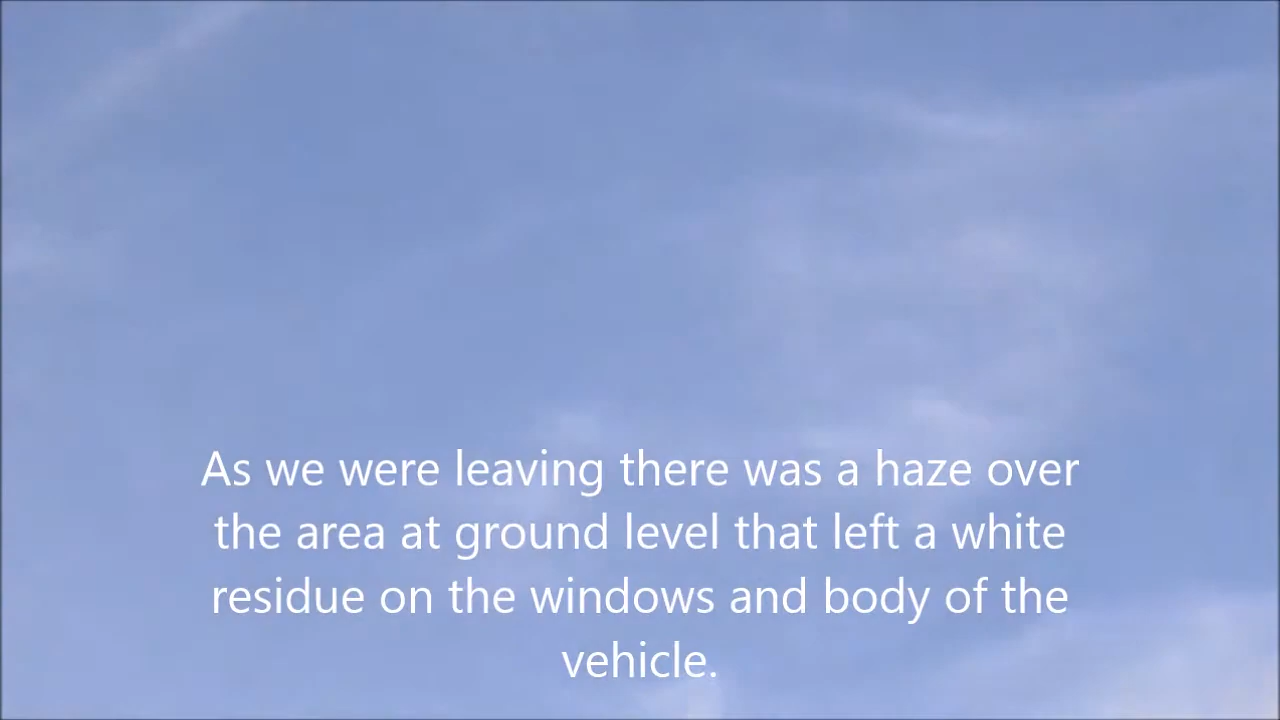 As we were leaving there was a haze over
the area at ground level that left a white
residue on the windows and body of the
vehicle.